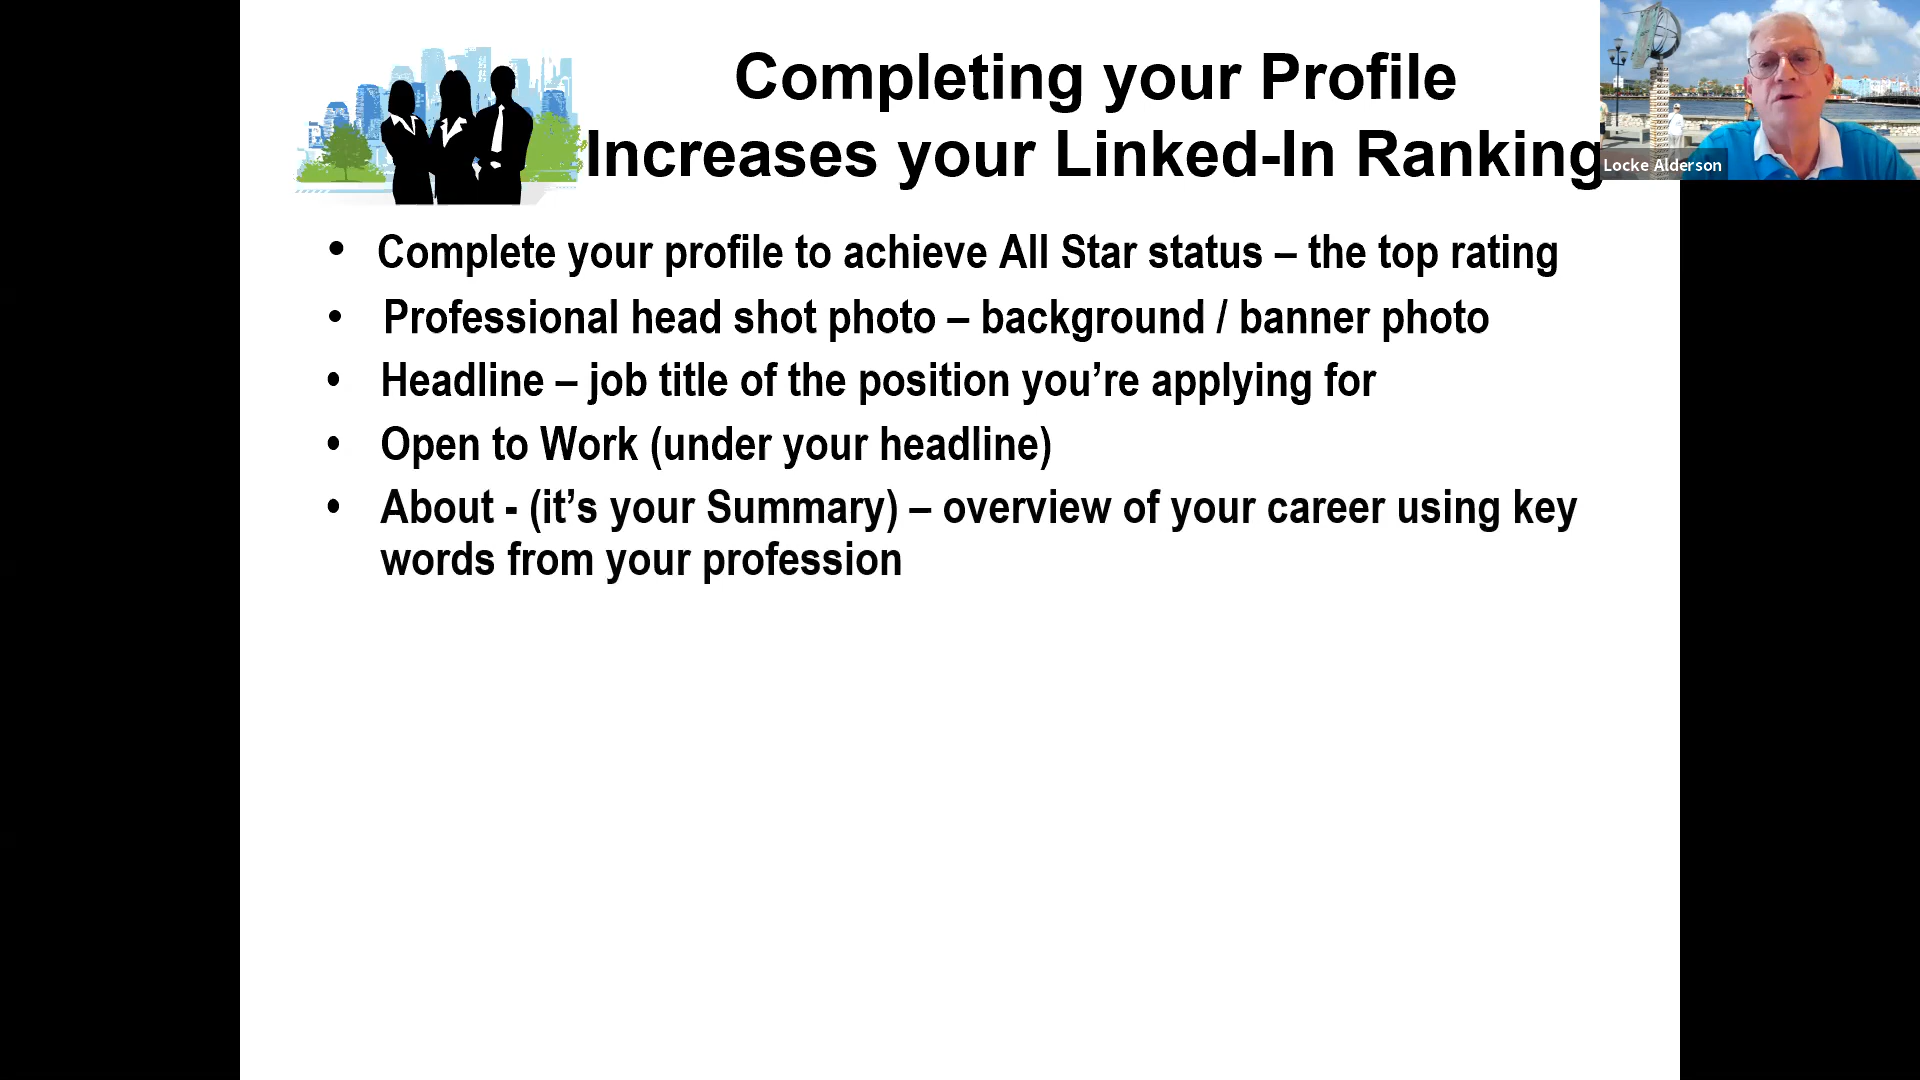 Completing your Profile
Increases your Linked-In Ranking
Locke Alderson
• Complete your profile to achieve All Star status – the top rating
• Professional head shot photo – background / banner photo
• Headline – job title of the position you’re applying for
• Open to Work (under your headline)
• About - (it’s your Summary) – overview of your career using key
words from your profession